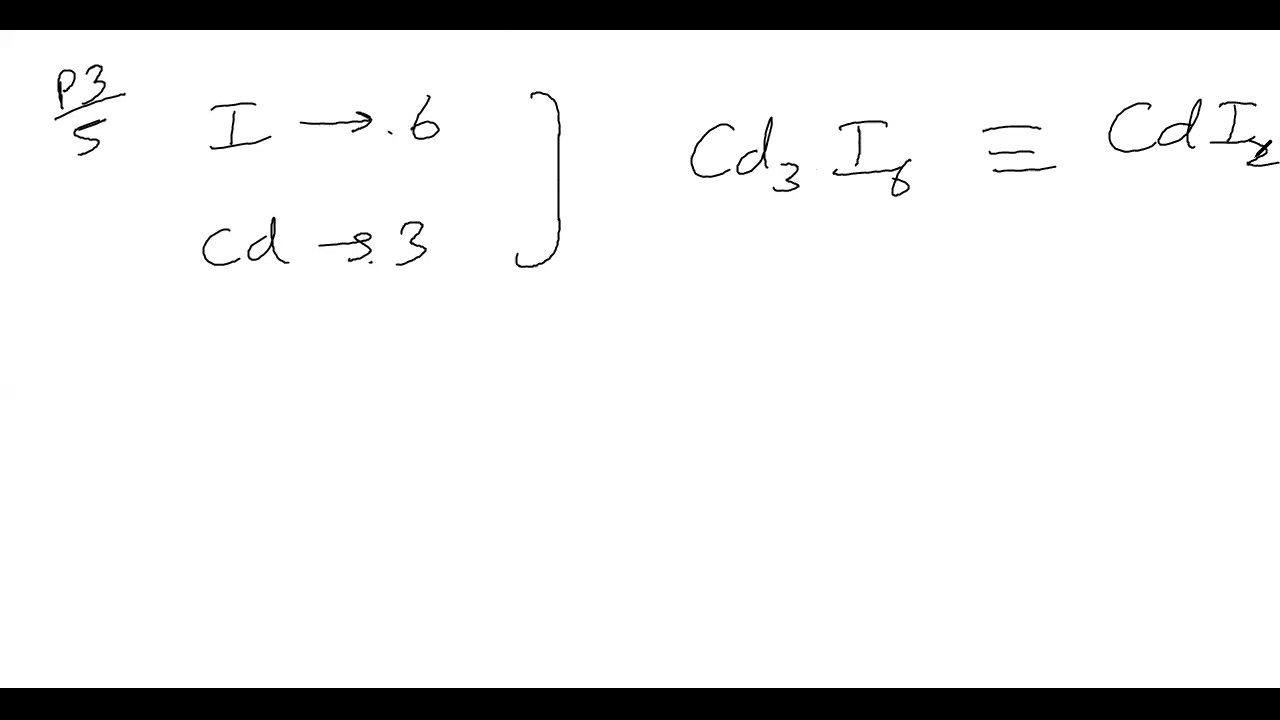 P3/5
I → .6
Cd → .3
Cd₃ I₆ ≡ CdI₂